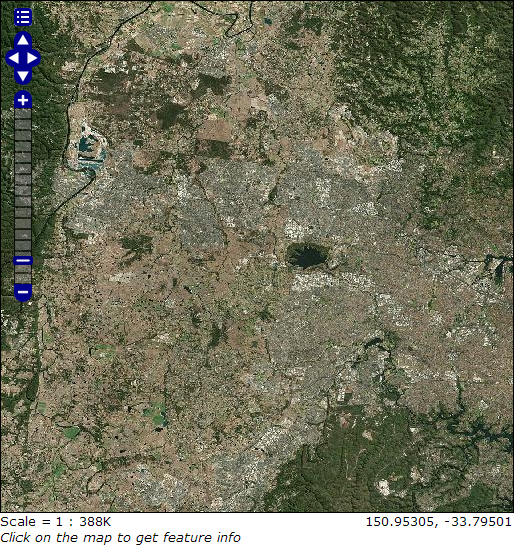 Scale = 1 : 388K
150.95305, -33.79501
Click on the map to get feature info